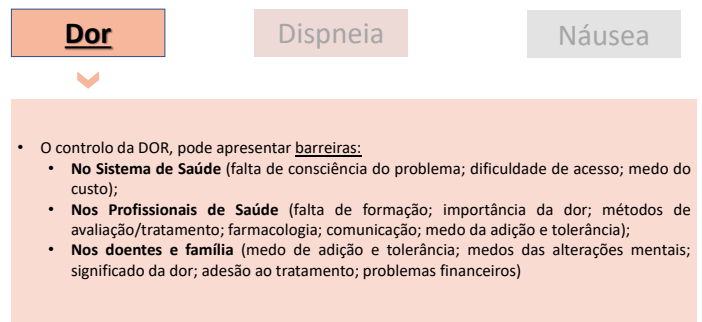 Dor
Dispneia
Náusea
• O controlo da DOR, pode apresentar barreiras:
• No Sistema de Saúde (falta de consciência do problema; dificuldade de acesso; medo do
custo);
• Nos Profissionais de Saúde (falta de formação; importância da dor; métodos de
avaliação/tratamento; farmacologia; comunicação; medo da adição e tolerância);
• Nos doentes e família (medo de adição e tolerância; medos das alterações mentais;
significado da dor; adesão ao tratamento; problemas financeiros)